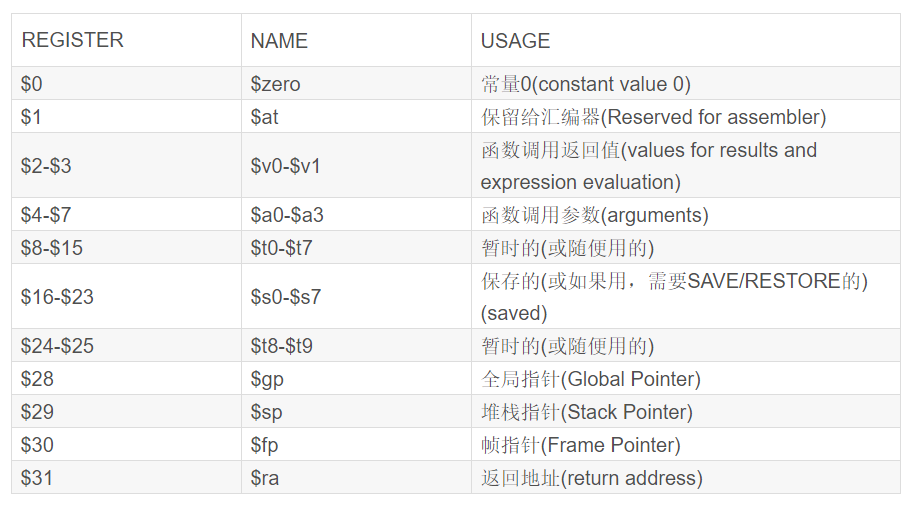 REGISTER NAME USAGE
$0 $zero 常量0(constant value 0)
$1 $at 保留给汇编器(Reserved for assembler)
$2-$3 $v0-$v1 函数调用返回值(values for results and
expression evaluation)
$4-$7 $a0-$a3 函数调用参数(arguments)
$8-$15 $t0-$t7 暂时的(或随便用的)
$16-$23 $s0-$s7 保存的(或如果用，需要SAVE/RESTORE的)
(saved)
$24-$25 $t8-$t9 暂时的(或随便用的)
$28 $gp 全局指针(Global Pointer)
$29 $sp 堆栈指针(Stack Pointer)
$30 $fp 帧指针(Frame Pointer)
$31 $ra 返回地址(return address)